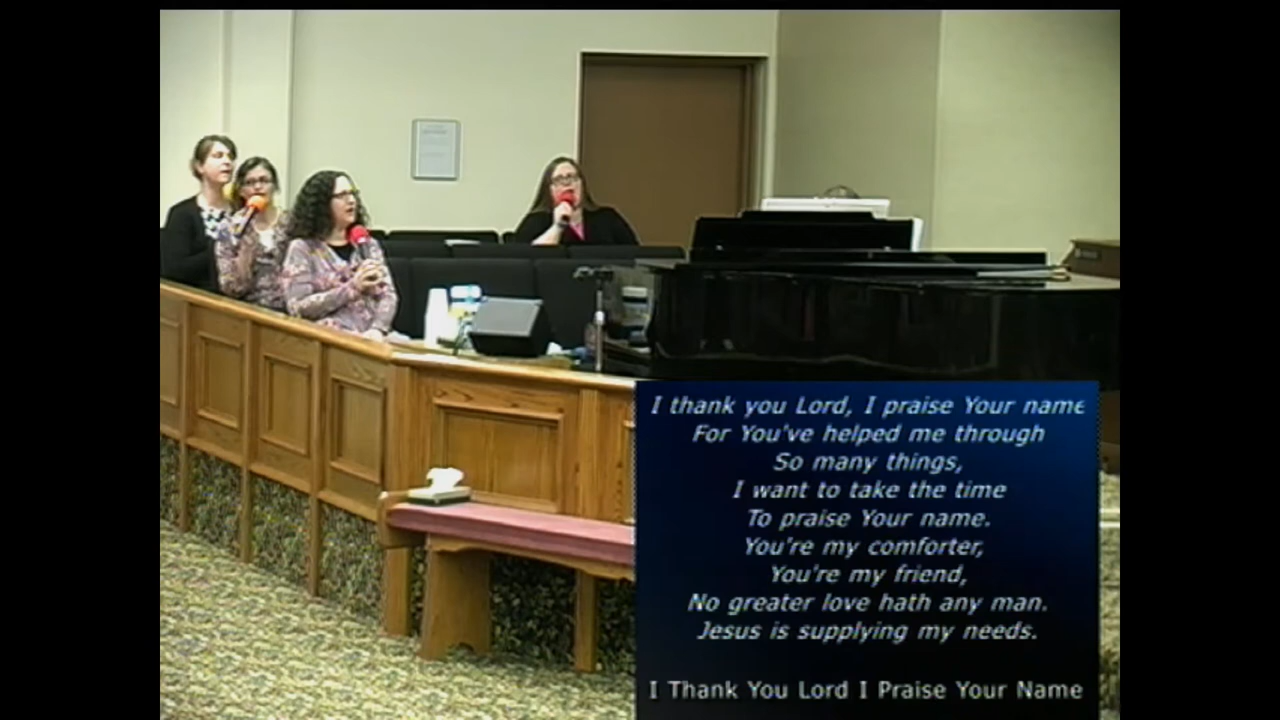 I thank you Lord, I praise Your name
For You've helped me through
So many things,
I want to take the time
To praise Your name.
You're my comforter,
You're my friend,
No greater love hath any man.
Jesus is supplying my needs.
I Thank You Lord I Praise Your Name